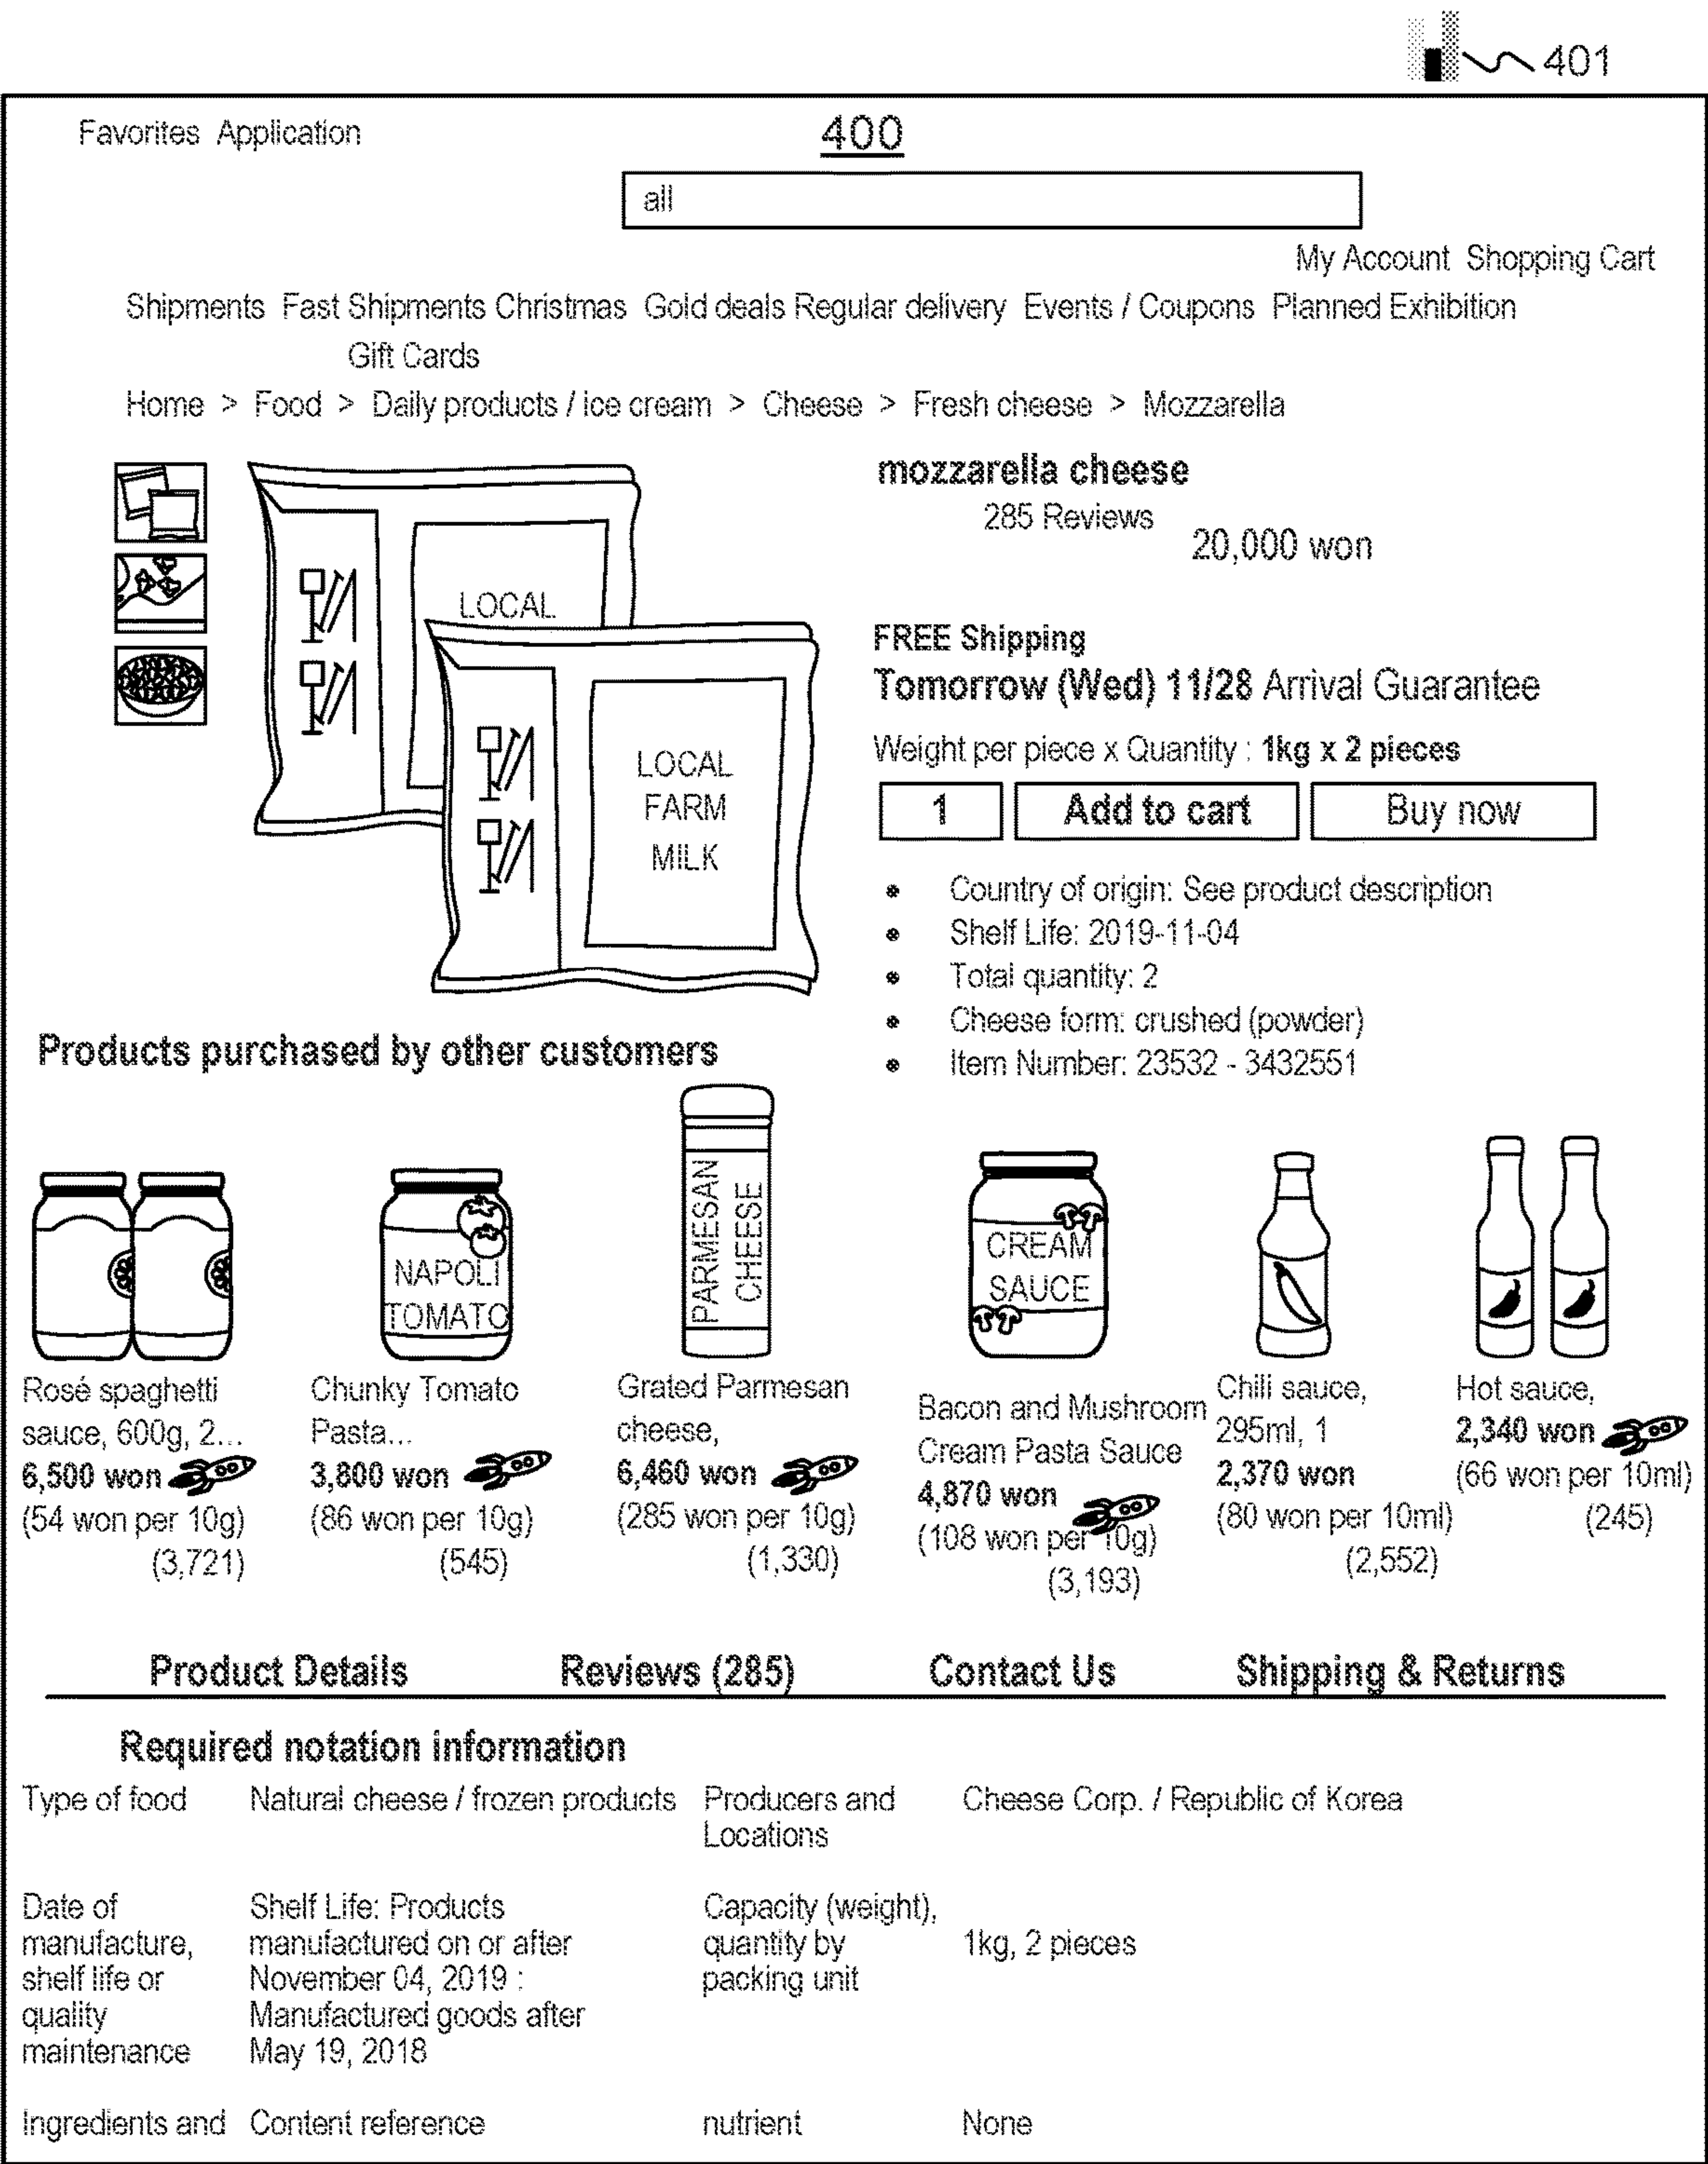 401
Favorites Application
400
all
My Account Shopping Cart
Shipments Fast Shipments Christmas Gold deals Regular delivery Events / Coupons Planned Exhibition
Gift Cards
Home > Food > Daily products / ice cream > Cheese > Fresh cheese > Mozzarella
mozzarella cheese
285 Reviews
20,000 won
LOCAL
LOCAL
FARM
MILK
FREE Shipping
Tomorrow (Wed) 11/28 Arrival Guarantee
Weight per piece x Quantity : 1kg x 2 pieces
1 Add to cart Buy now
• Country of origin: See product description
• Shelf Life: 2019-11-04
• Total quantity: 2
• Cheese form: crushed (powder)
• Item Number: 23532 - 3432551
Products purchased by other customers
NAPOLI
TOMATO
PARMESAN
CHEESE
CREAM
SAUCE
Rosé spaghetti
sauce, 600g, 2...
6,500 won
(54 won per 10g)
(3,721)
Chunky Tomato
Pasta...
3,800 won
(86 won per 10g)
(545)
Grated Parmesan
cheese,
6,460 won
(285 won per 10g)
(1,330)
Bacon and Mushroom
Cream Pasta Sauce
4,870 won
(108 won per 10g)
(3,193)
Chili sauce,
295ml, 1
2,370 won
(80 won per 10ml)
(2,552)
Hot sauce,
2,340 won
(66 won per 10ml)
(245)
Product Details Reviews (285) Contact Us Shipping & Returns
Required notation information
Type of food
Natural cheese / frozen products
Producers and
Locations
Cheese Corp. / Republic of Korea
Date of
manufacture,
shelf life or
quality
maintenance
Shelf Life: Products
manufactured on or after
November 04, 2019 :
Manufactured goods after
May 19, 2018
Capacity (weight),
quantity by
packing unit
1kg, 2 pieces
Ingredients and
Content reference
nutrient
None